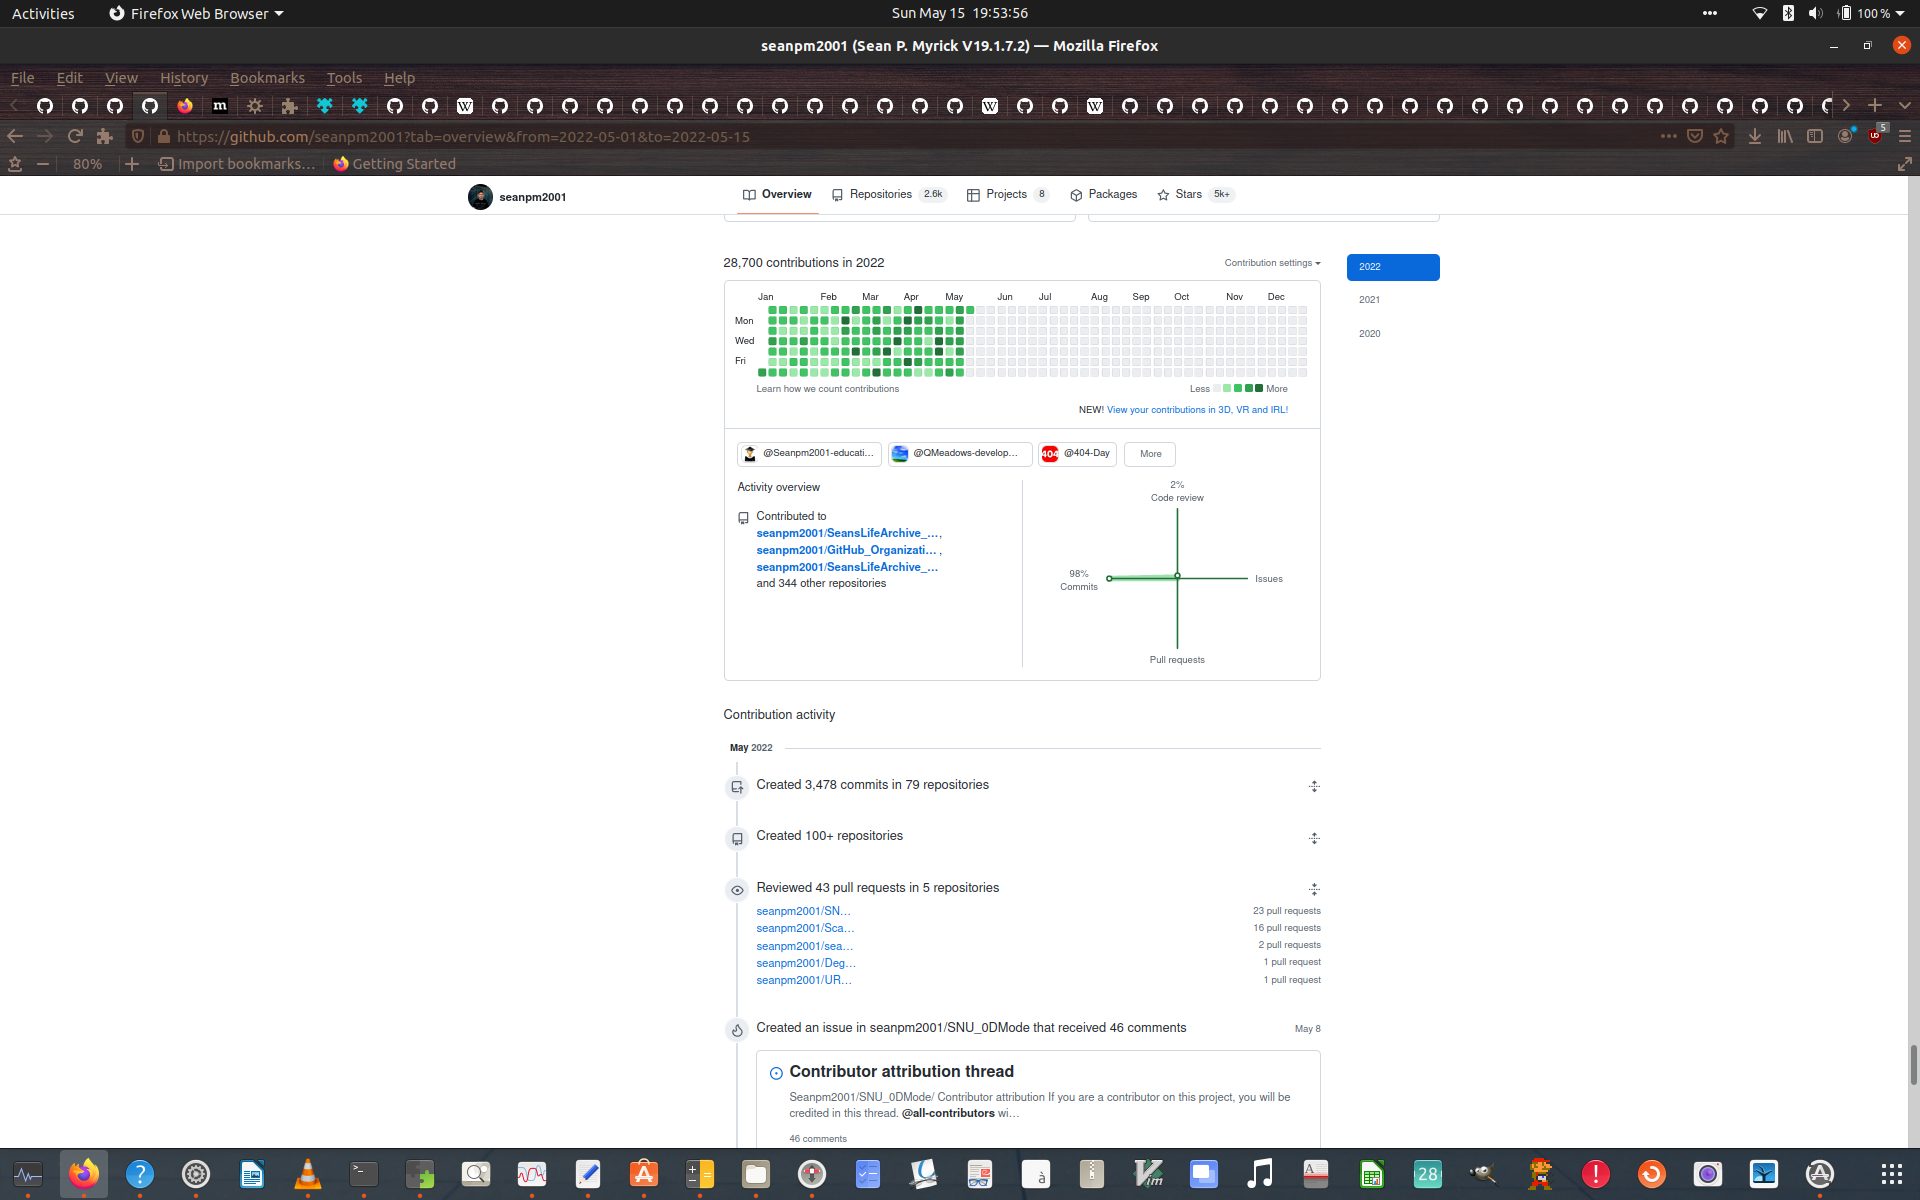 Activities
Firefox Web Browser
Sun May 15 19:53:56
100 %
seanpm2001 (Sean P. Myrick V19.1.7.2) — Mozilla Firefox
File Edit View History Bookmarks Tools Help
https://github.com/seanpm2001?tab=overview&from=2022-05-01&to=2022-05-15
5
80%
Import bookmarks...
Getting Started
seanpm2001
Overview
Repositories 2.6k
Projects 8
Packages
Stars 5k+
28,700 contributions in 2022
Contribution settings
2022
2021
2020
Jan Feb Mar Apr May Jun Jul Aug Sep Oct Nov Dec
Mon
Wed
Fri
Learn how we count contributions
Less
More
NEW! View your contributions in 3D, VR and IRL!
@Seanpm2001-educati...
@QMeadows-develop...
404 @404-Day
More
Activity overview
Contributed to
seanpm2001/SeansLifeArchive_... ,
seanpm2001/GitHub_Organizati... ,
seanpm2001/SeansLifeArchive_...
and 344 other repositories
2%
Code review
98%
Commits
Issues
Pull requests
Contribution activity
May 2022
Created 3,478 commits in 79 repositories
Created 100+ repositories
Reviewed 43 pull requests in 5 repositories
seanpm2001/SN... 23 pull requests
seanpm2001/Sca... 16 pull requests
seanpm2001/sea... 2 pull requests
seanpm2001/Deg... 1 pull request
seanpm2001/UR... 1 pull request
Created an issue in seanpm2001/SNU_0DMode that received 46 comments
May 8
Contributor attribution thread
Seanpm2001/SNU_0DMode/ Contributor attribution If you are a contributor on this project, you will be
credited in this thread. @all-contributors wi...
46 comments
28